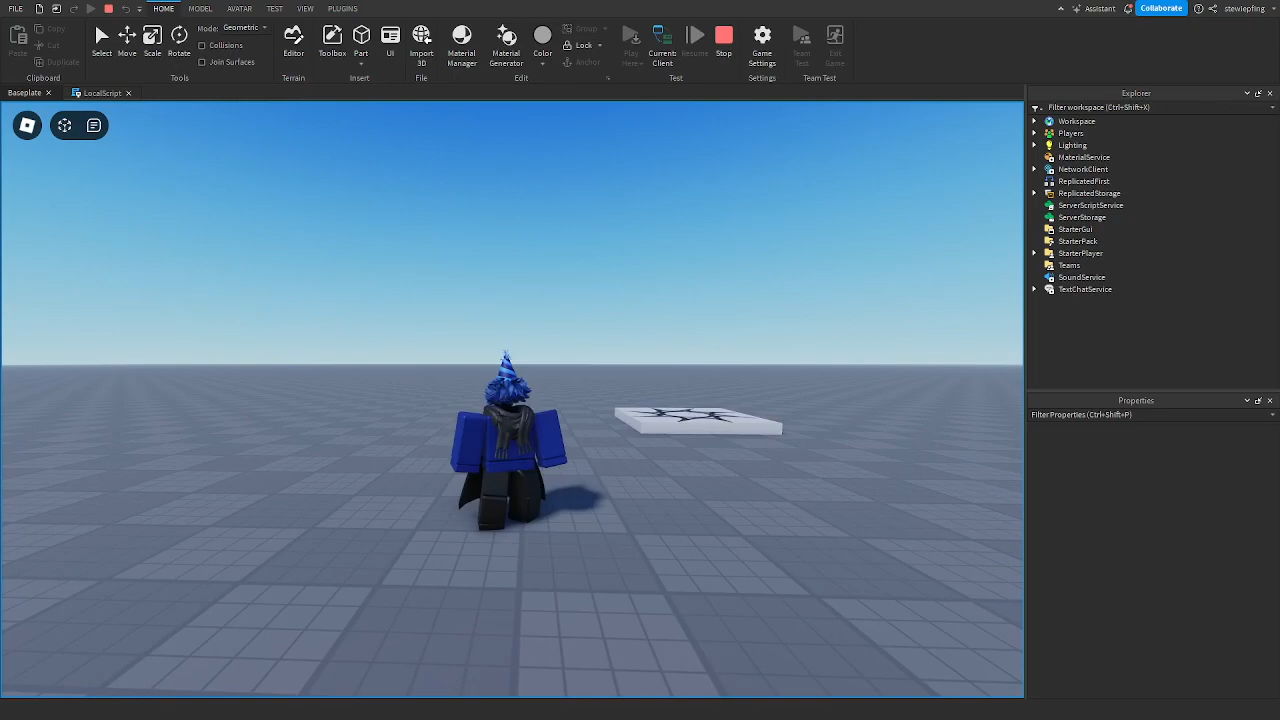 FILE HOME MODEL AVATAR TEST VIEW PLUGINS Assistant Collaborate stewiepfing
Paste Copy Cut Duplicate Clipboard
Select Move Scale Rotate Mode: Geometric Collisions Join Surfaces Tools
Editor Terrain
Toolbox Part UI Insert
Import 3D File
Material Manager Material Generator Color Group Lock Anchor Edit
Play Here Current: Client Resume Stop Test
Game Settings Settings
Team Test Exit Game Team Test
Baseplate LocalScript
Explorer
Filter workspace (Ctrl+Shift+X)
Workspace
Players
Lighting
MaterialService
NetworkClient
ReplicatedFirst
ReplicatedStorage
ServerScriptService
ServerStorage
StarterGui
StarterPack
StarterPlayer
Teams
SoundService
TextChatService
Properties
Filter Properties (Ctrl+Shift+P)